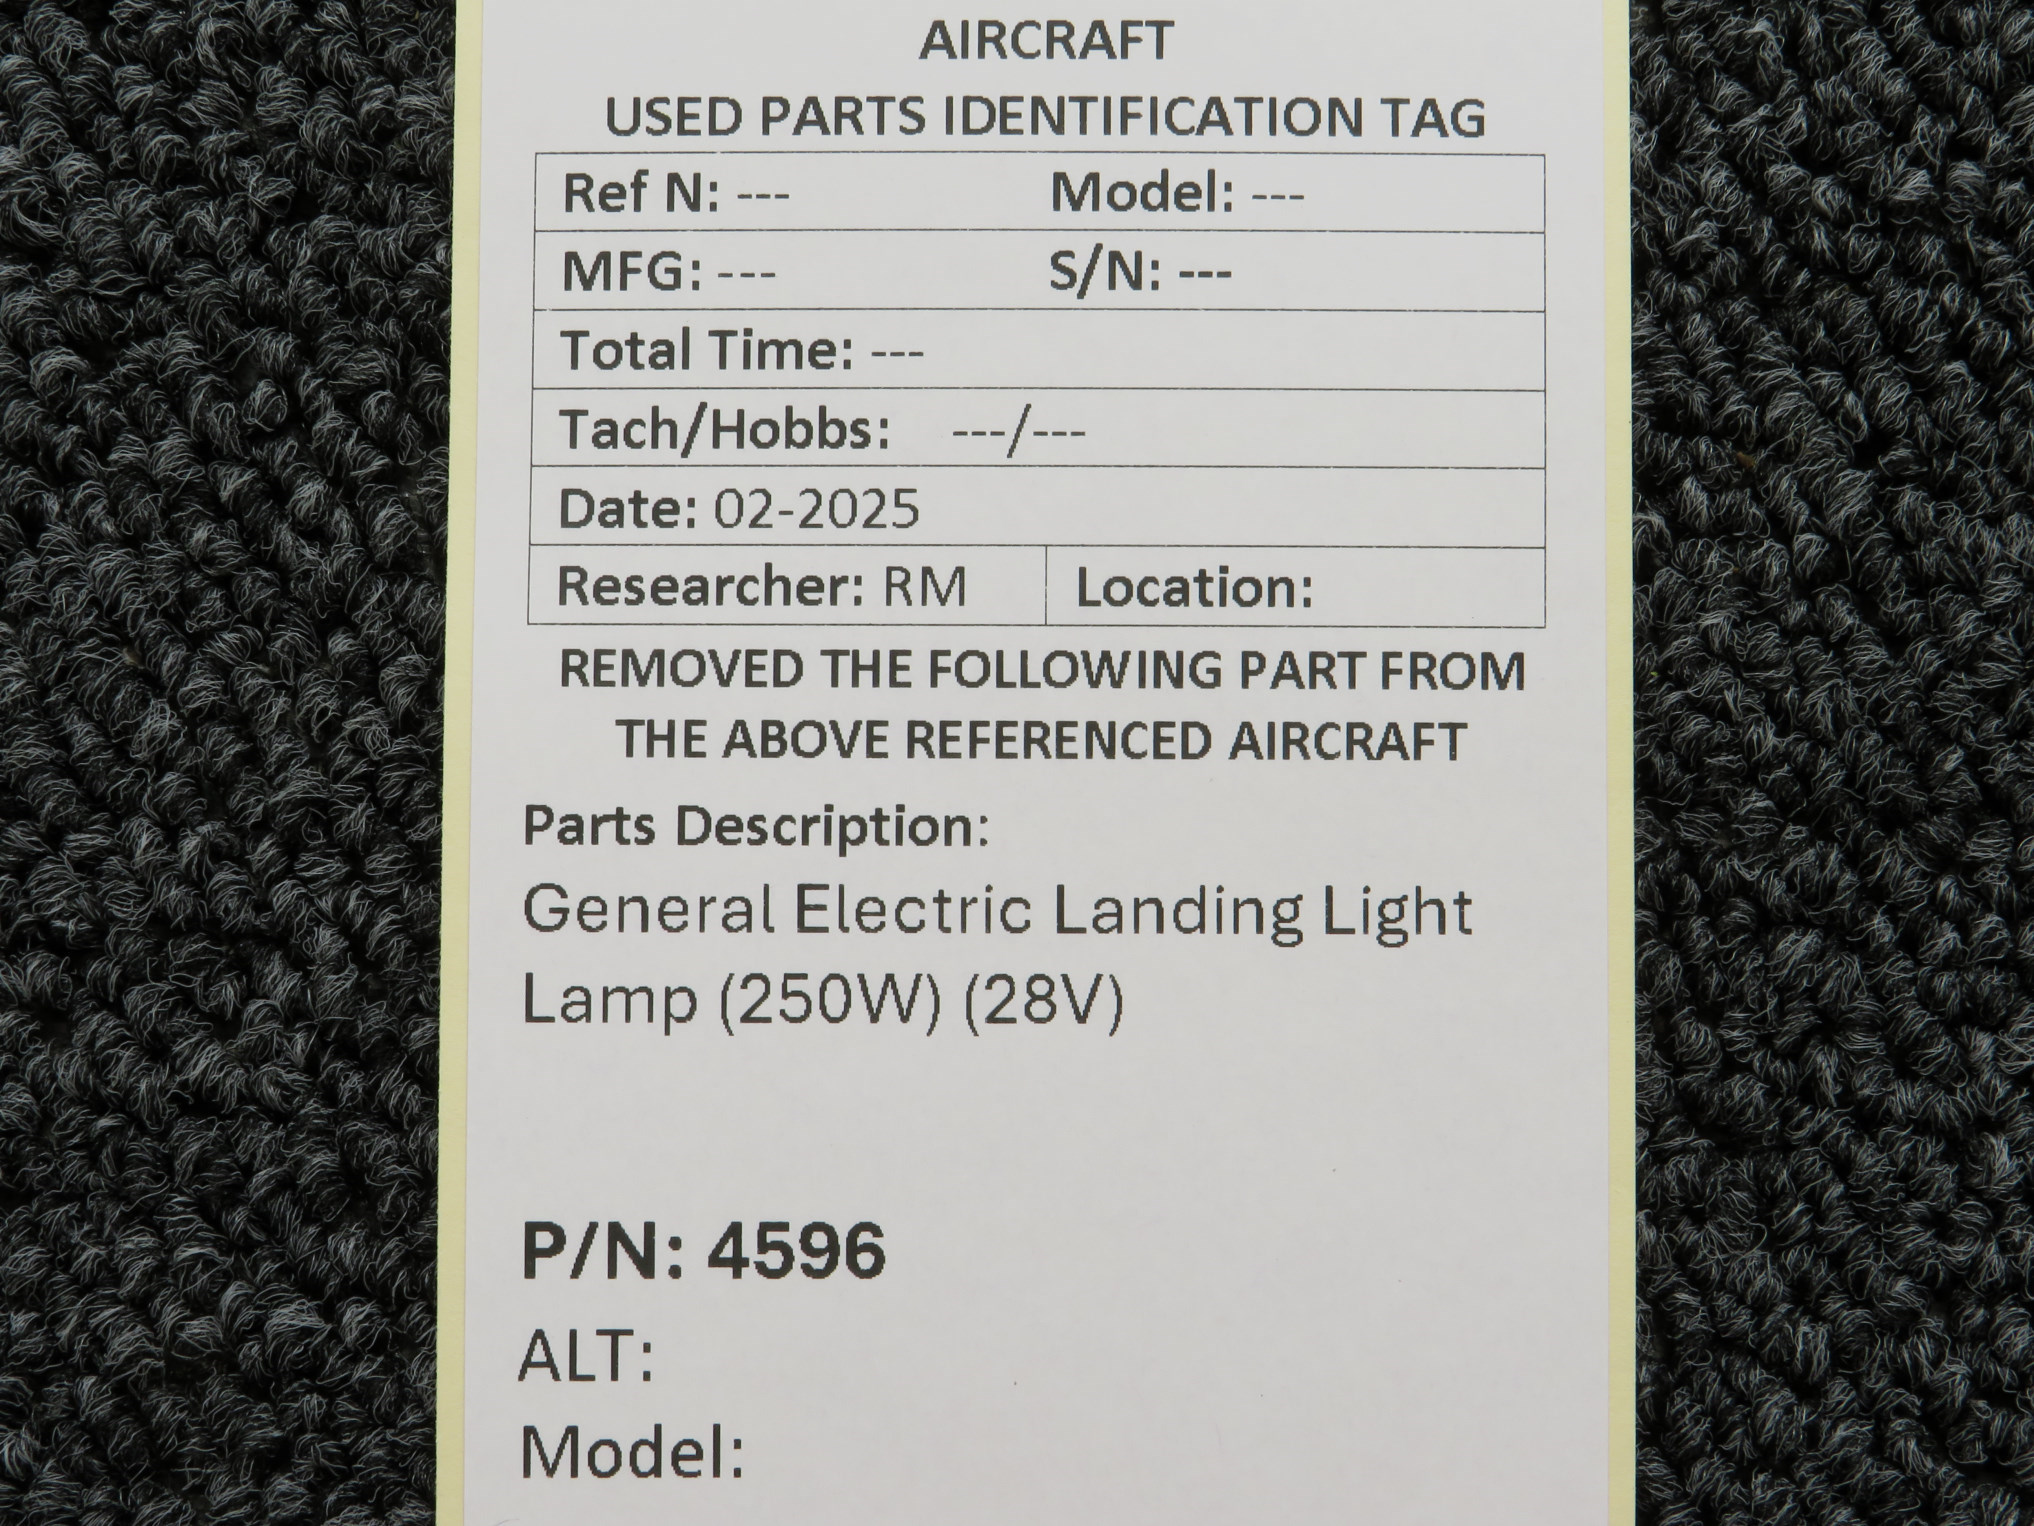 AIRCRAFT
USED PARTS IDENTIFICATION TAG
Ref N: --- Model: ---
MFG: --- S/N: ---
Total Time: ---
Tach/Hobbs: ---/---
Date: 02-2025
Researcher: RM Location:
REMOVED THE FOLLOWING PART FROM
THE ABOVE REFERENCED AIRCRAFT
Parts Description:
General Electric Landing Light
Lamp (250W) (28V)
P/N: 4596
ALT:
Model: